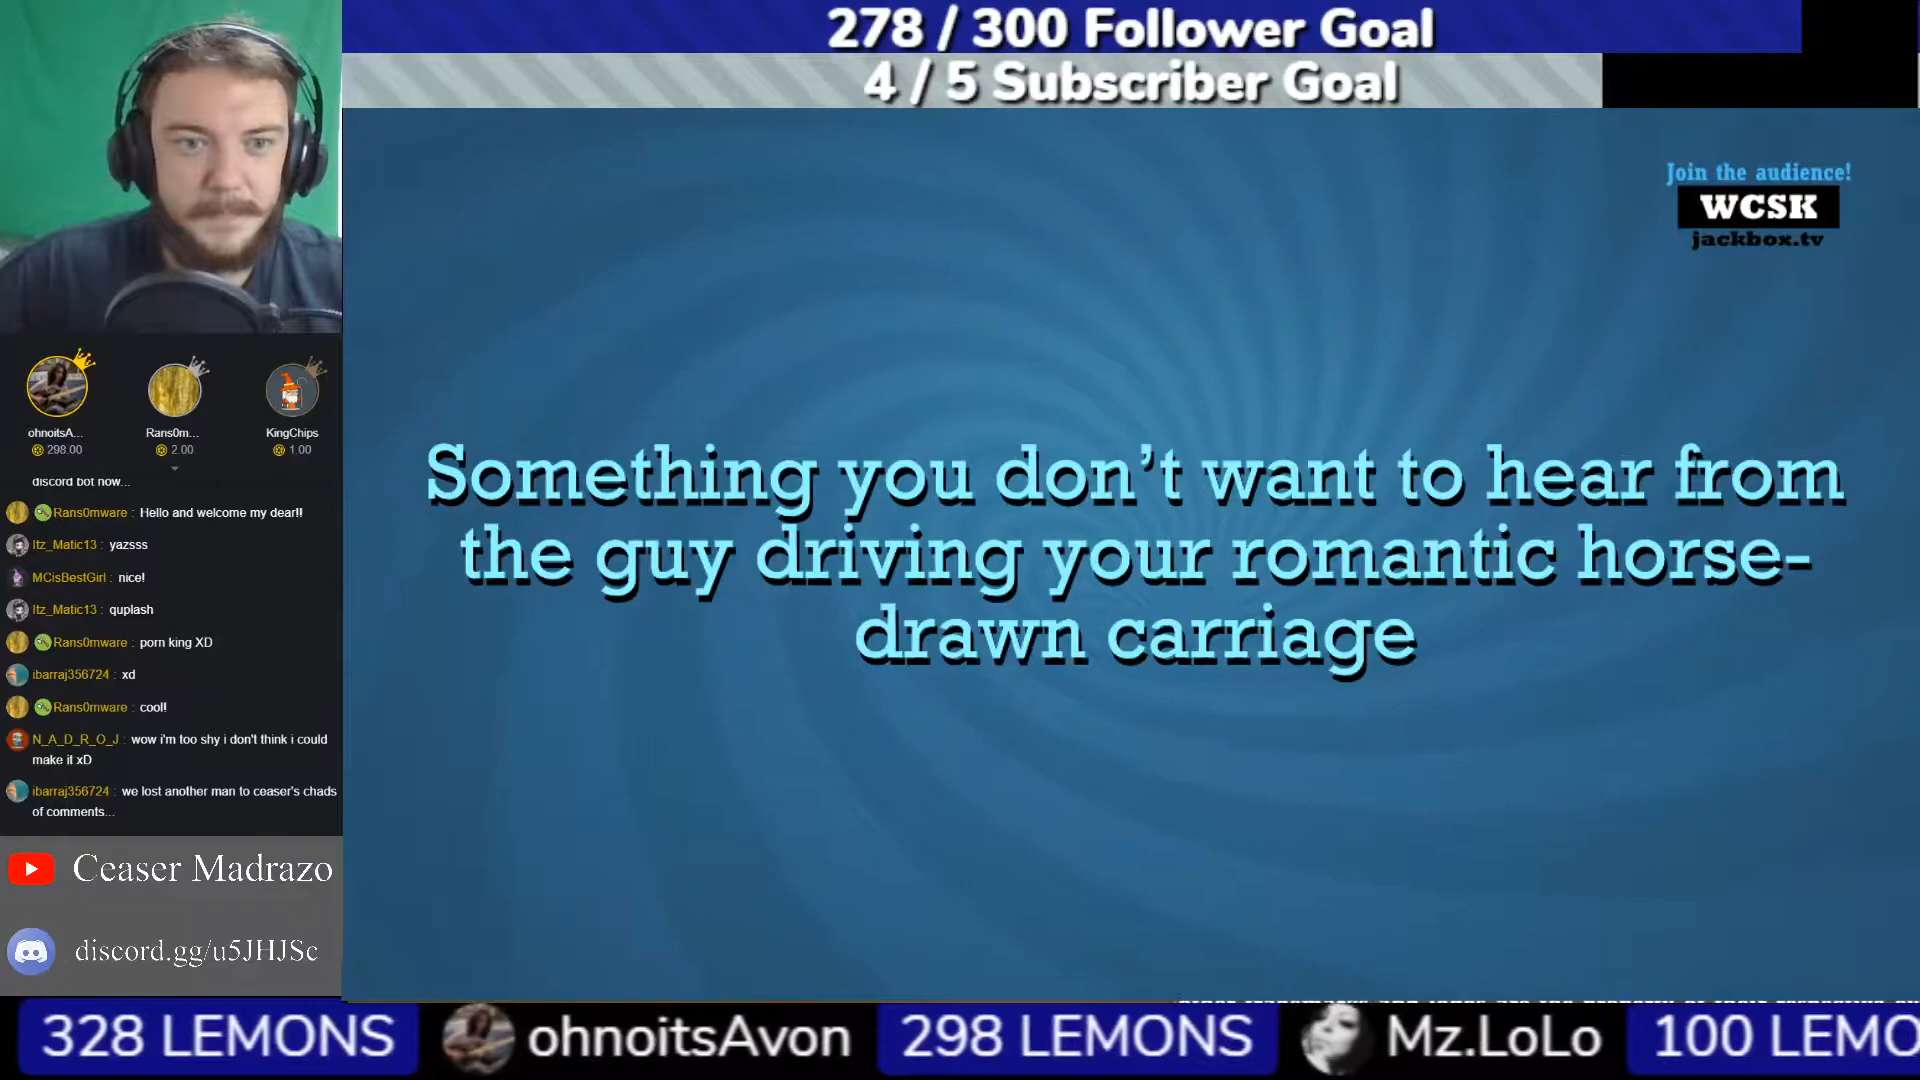 278 / 300 Follower Goal
4 / 5 Subscriber Goal
Join the audience!
WCSK
jackbox.tv
Something you don't want to hear from
the guy driving your romantic horse-
drawn carriage
ohnoitsA...
298.00
Rans0m...
2.00
KingChips
1.00
discord bot now...
Rans0mware : Hello and welcome my dear!!
Itz_Matic13 : yazsss
MCisBestGirl : nice!
Itz_Matic13 : quplash
Rans0mware : porn king XD
ibarraj356724 : xd
Rans0mware : cool!
N_A_D_R_O_J : wow i'm too shy i don't think i could
make it xD
ibarraj356724 : we lost another man to ceaser's chads
of comments...
Ceaser Madrazo
discord.gg/u5JHJSc
328 LEMONS
ohnoitsAvon
298 LEMONS
Mz.LoLo
100 LEMO